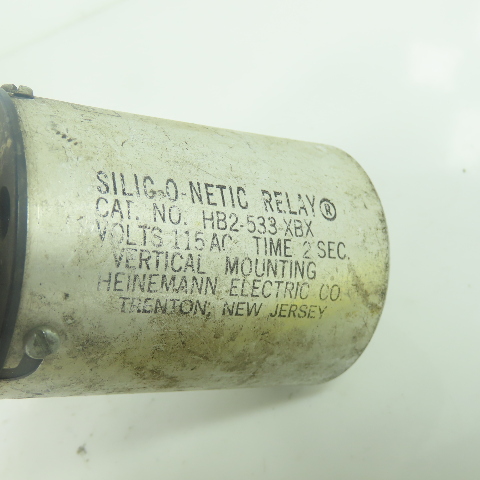 SILIC-O-NETIC RELAY®
CAT. NO. HB2-533-XBX
VOLTS 115 AC TIME 2 SEC.
VERTICAL MOUNTING
HEINEMANN ELECTRIC CO.
TRENTON, NEW JERSEY